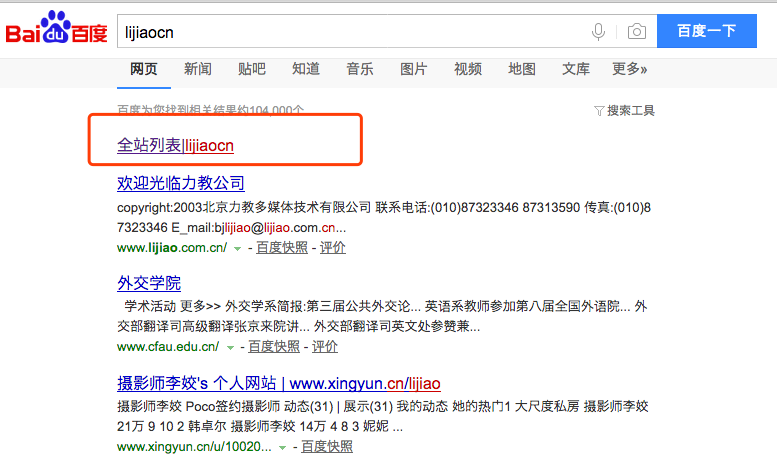 Bai du 百度 lijiaocn 百度一下
网页 新闻 贴吧 知道 音乐 图片 视频 地图 文库 更多»
百度为您找到相关结果约104,000个 搜索工具
全站列表|lijiaocn
欢迎光临力教公司
copyright:2003北京力教多媒体技术有限公司 联系电话:(010)87323346 87313590 传真:(010)8
7323346 E_mail:bjlijiao@lijiao.com.cn...
www.lijiao.com.cn/ - 百度快照 - 评价
外交学院
学术活动 更多>> 外交学系简报:第三届公共外交论... 英语系教师参加第八届全国外语院... 外
交部翻译司高级翻译张京来院讲... 外交部翻译司英文处参赞兼...
www.cfau.edu.cn/ - 百度快照 - 评价
摄影师李姣's 个人网站 | www.xingyun.cn/lijiao
摄影师李姣 Poco签约摄影师 动态(31) | 展示(31) 我的动态 她的热门1 大尺度私房 摄影师李姣
21万 9 10 2 韩卓尔 摄影师李姣 14万 4 8 3 妮妮 ...
www.xingyun.cn/u/10020... - 百度快照